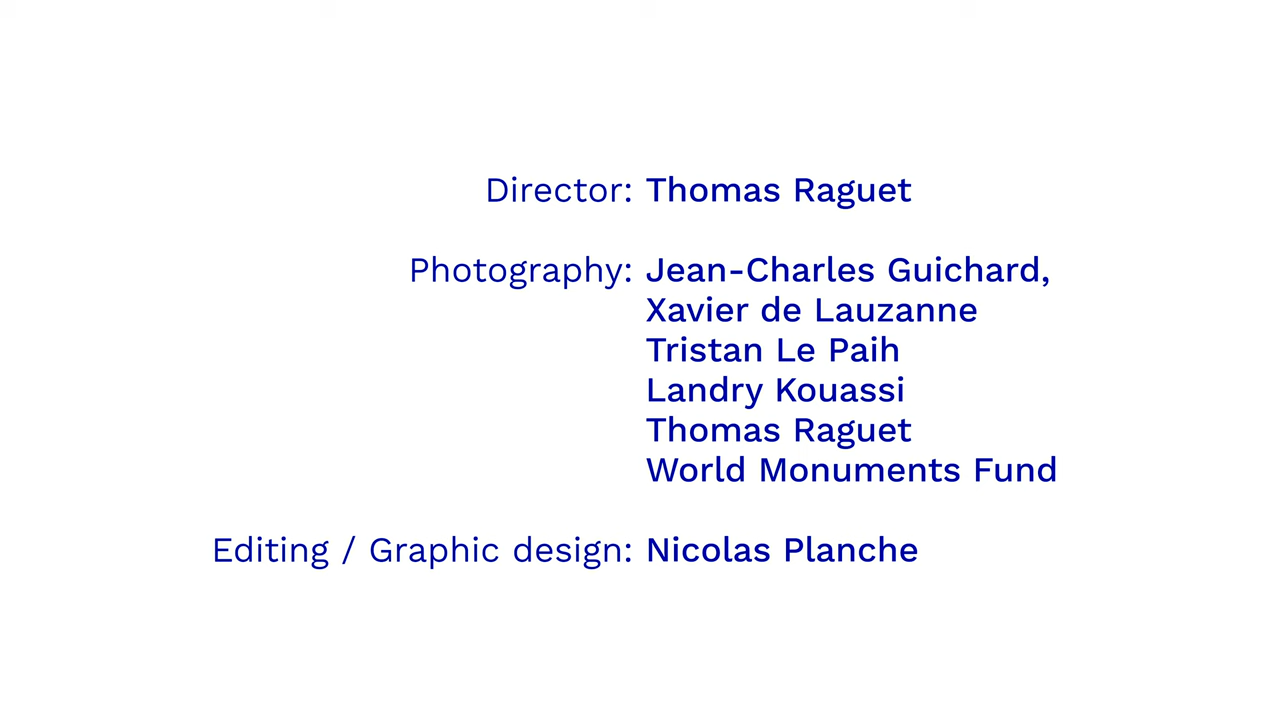 Director: Thomas Raguet
Photography: Jean-Charles Guichard,
Xavier de Lauzanne
Tristan Le Paih
Landry Kouassi
Thomas Raguet
World Monuments Fund
Editing / Graphic design: Nicolas Planche